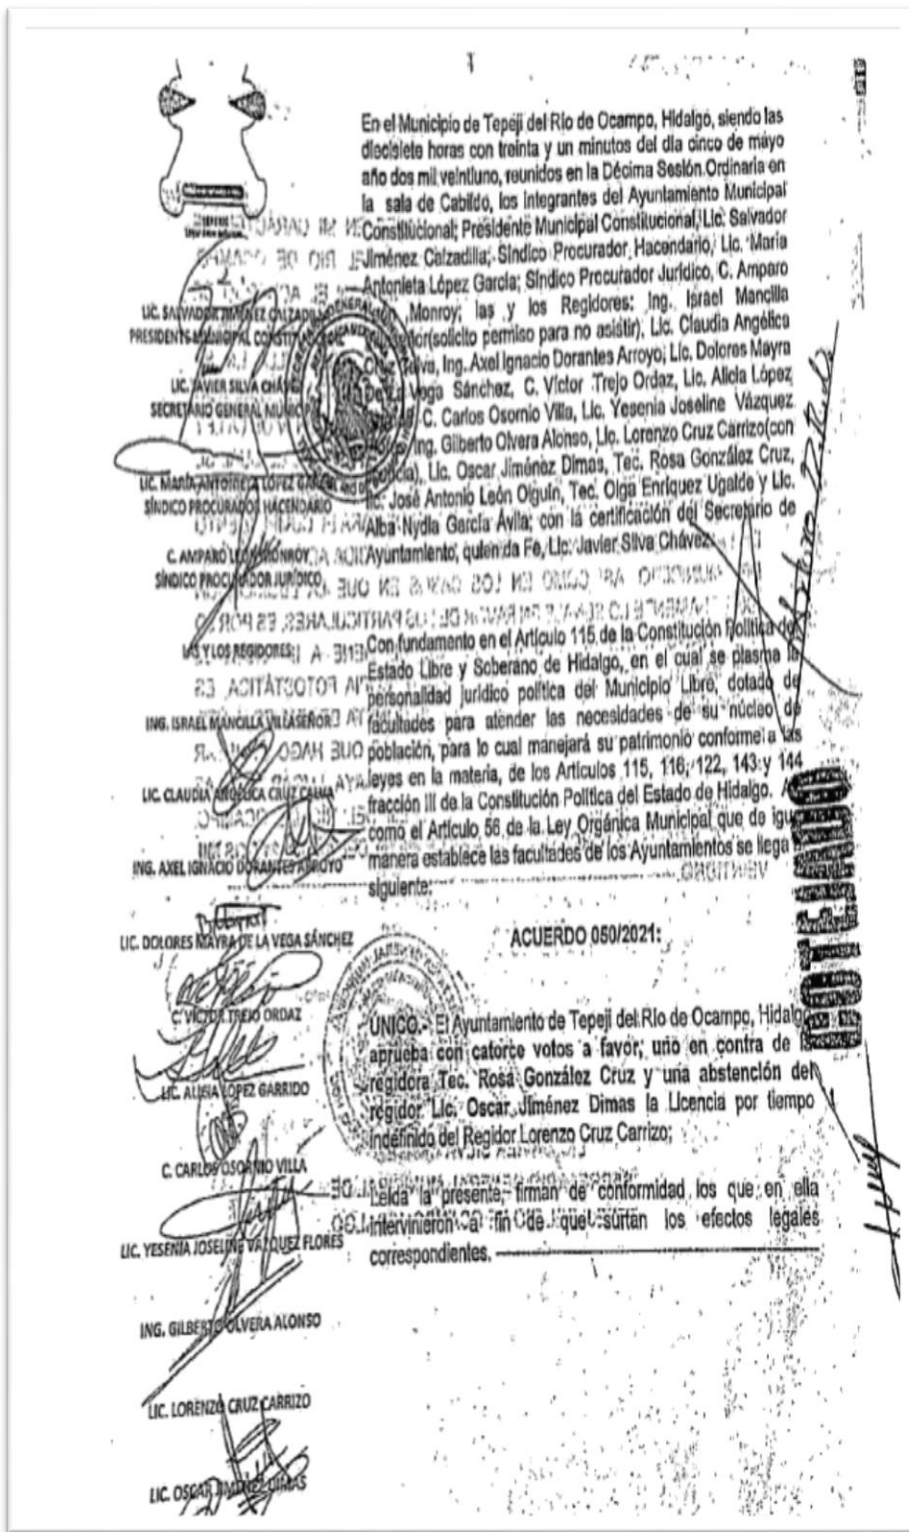 En el Municipio de Tepeji del Río de Ocampo, Hidalgo, siendo las
diecisiete horas con treinta y un minutos del día cinco de mayo
año dos mil veintiuno, reunidos en la Décima Sesión Ordinaria en
la sala de Cabildo, los integrantes del Ayuntamiento Municipal
Constitucional; Presidente Municipal Constitucional, Lic. Salvador
Jiménez Calzadilla; Síndico Procurador Hacendario, Lic. María
Antonieta López García; Síndico Procurador Jurídico, C. Amparo
Monroy; las y los Regidores; Ing. Israel Mancilla
(solicito permiso para no asistir), Lic. Claudia Angélica
Cruz Calva, Ing. Axel Ignacio Dorantes Arroyo, Lic. Dolores Mayra
De la Vega Sánchez, C. Víctor Trejo Ordaz, Lic. Alicia López
C. Carlos Osornio Villa, Lic. Yesenia Joseline Vázquez
Ing. Gilberto Olvera Alonso, Lic. Lorenzo Cruz Carrizo(con
Lic. Oscar Jiménez Dimas, Tec. Rosa González Cruz,
Lic. José Antonio León Olguín, Tec. Olga Enríquez Ugalde y Lic.
Alba Nydia García Ávila; con la certificación del Secretario de
Ayuntamiento, quien da Fe, Lic. Javier Silva Chávez.
Con fundamento en el Artículo 115 de la Constitución Política
Estado Libre y Soberano de Hidalgo, en el cual se plasma la
personalidad jurídico política del Municipio Libre, dotado de
facultades para atender las necesidades de su núcleo de
población, para lo cual manejará su patrimonio conforme a las
leyes en la materia, de los Artículos 115, 116, 122, 143 y 144
fracción III de la Constitución Política del Estado de Hidalgo.
como el Artículo 56 de la Ley Orgánica Municipal que de igu
manera establece las facultades de los Ayuntamientos se llega
siguiente:
ACUERDO 050/2021:
ÚNICO.- El Ayuntamiento de Tepeji del Río de Ocampo, Hidalgo
aprueba con catorce votos a favor, uno en contra de
regidora Tec. Rosa González Cruz y una abstención del
regidor Lic. Oscar Jiménez Dimas la Licencia por tiempo
indefinido del Regidor Lorenzo Cruz Carrizo;
Leída la presente, firman de conformidad los que en ella
intervinieron a fin de que surtan los efectos legales
correspondientes.
LIC. SALVADOR JIMÉNEZ CALZADILLA
PRESIDENTE MUNICIPAL CONSTITUCIONAL
LIC. JAVIER SILVA CHÁVEZ
SECRETARIO GENERAL MUNICIPAL
LIC. MARÍA ANTONIETA LÓPEZ GARCÍA
SÍNDICO PROCURADOR HACENDARIO
C. AMPARO LEÓN MONROY
SÍNDICO PROCURADOR JURÍDICO
LAS Y LOS REGIDORES:
ING. ISRAEL MANCILLA VILLASEÑOR
LIC. CLAUDIA ANGÉLICA CRUZ CALVA
ING. AXEL IGNACIO DORANTES ARROYO
LIC. DOLORES MAYRA DE LA VEGA SÁNCHEZ
C. VÍCTOR TREJO ORDAZ
LIC. ALICIA LÓPEZ GARRIDO
C. CARLOS OSORNIO VILLA
LIC. YESENIA JOSELINE VÁZQUEZ FLORES
ING. GILBERTO OLVERA ALONSO
LIC. LORENZO CRUZ CARRIZO
LIC. OSCAR JIMÉNEZ DIMAS
COTEJADO